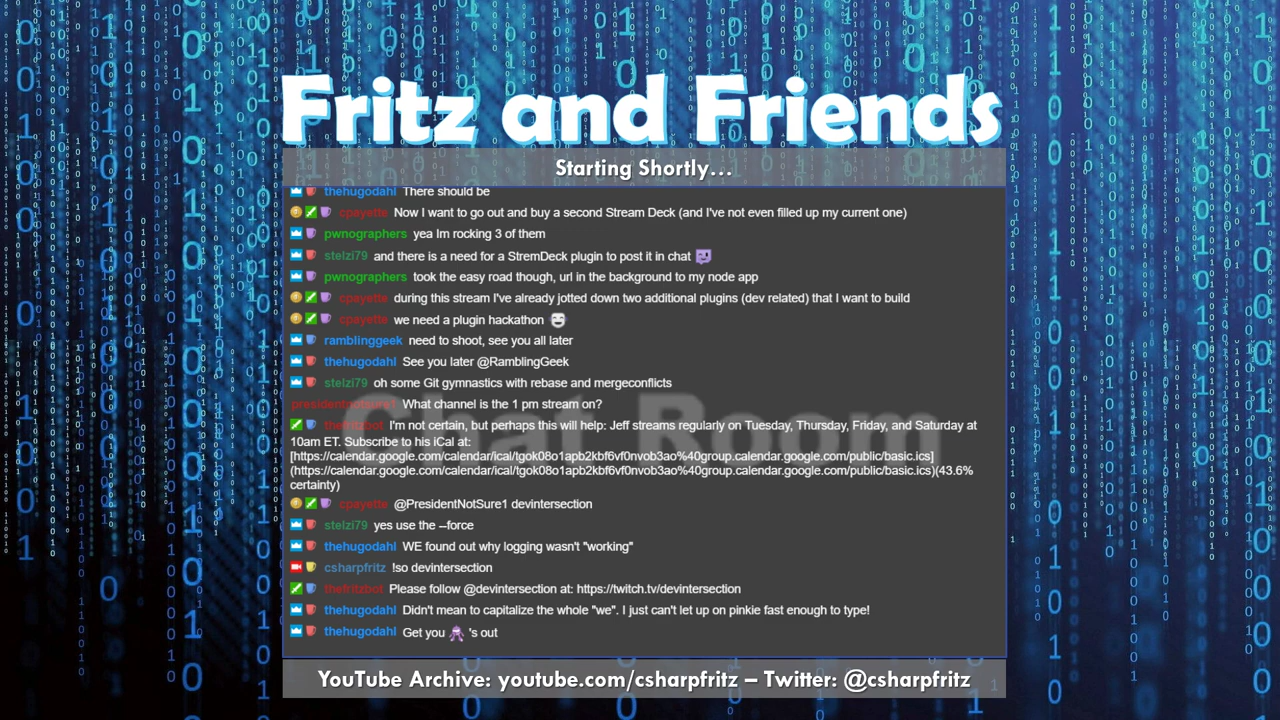 Fritz and Friends
Starting Shortly...
thehugodahl There should be
cpayette Now I want to go out and buy a second Stream Deck (and I've not even filled up my current one)
pwnographers yea Im rocking 3 of them
stelzi79 and there is a need for a StremDeck plugin to post it in chat
pwnographers took the easy road though, url in the background to my node app
cpayette during this stream I've already jotted down two additional plugins (dev related) that I want to build
cpayette we need a plugin hackathon
ramblinggeek need to shoot, see you all later
thehugodahl See you later @RamblingGeek
stelzi79 oh some Git gymnastics with rebase and mergeconflicts
presidentnotsure1 What channel is the 1 pm stream on?
thefritzbot I'm not certain, but perhaps this will help: Jeff streams regularly on Tuesday, Thursday, Friday, and Saturday at
10am ET. Subscribe to his iCal at:
[https://calendar.google.com/calendar/ical/tgok08o1apb2kbf6vf0nvob3ao%40group.calendar.google.com/public/basic.ics]
(https://calendar.google.com/calendar/ical/tgok08o1apb2kbf6vf0nvob3ao%40group.calendar.google.com/public/basic.ics)(43.6%
certainty)
Chat Room
cpayette @PresidentNotSure1 devintersection
stelzi79 yes use the --force
thehugodahl WE found out why logging wasn't "working"
csharpfritz !so devintersection
thefritzbot Please follow @devintersection at: https://twitch.tv/devintersection
thehugodahl Didn't mean to capitalize the whole "we". I just can't let up on pinkie fast enough to type!
thehugodahl Get you 's out
YouTube Archive: youtube.com/csharpfritz – Twitter: @csharpfritz